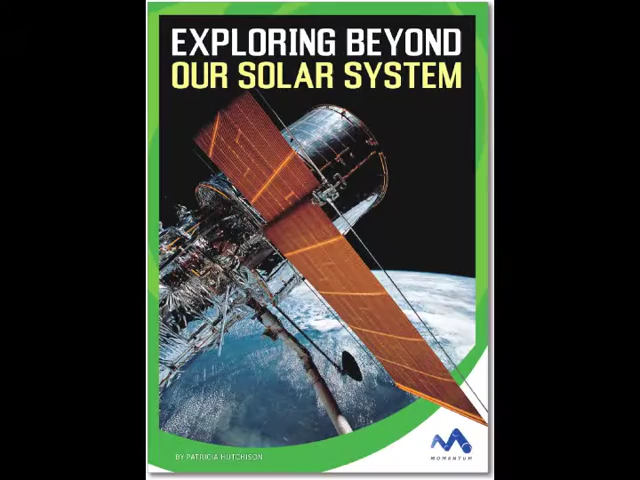 EXPLORING BEYOND
OUR SOLAR SYSTEM
BY PATRICIA HUTCHISON
MOMENTUM